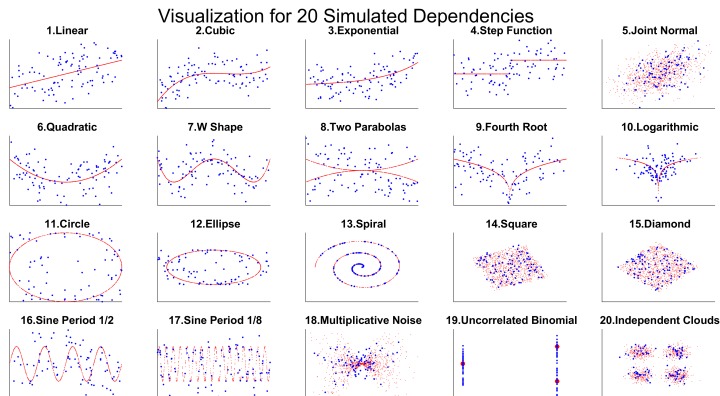 Visualization for 20 Simulated Dependencies
1.Linear
2.Cubic
3.Exponential
4.Step Function
5.Joint Normal
6.Quadratic
7.W Shape
8.Two Parabolas
9.Fourth Root
10.Logarithmic
11.Circle
12.Ellipse
13.Spiral
14.Square
15.Diamond
16.Sine Period 1/2
17.Sine Period 1/8
18.Multiplicative Noise
19.Uncorrelated Binomial
20.Independent Clouds